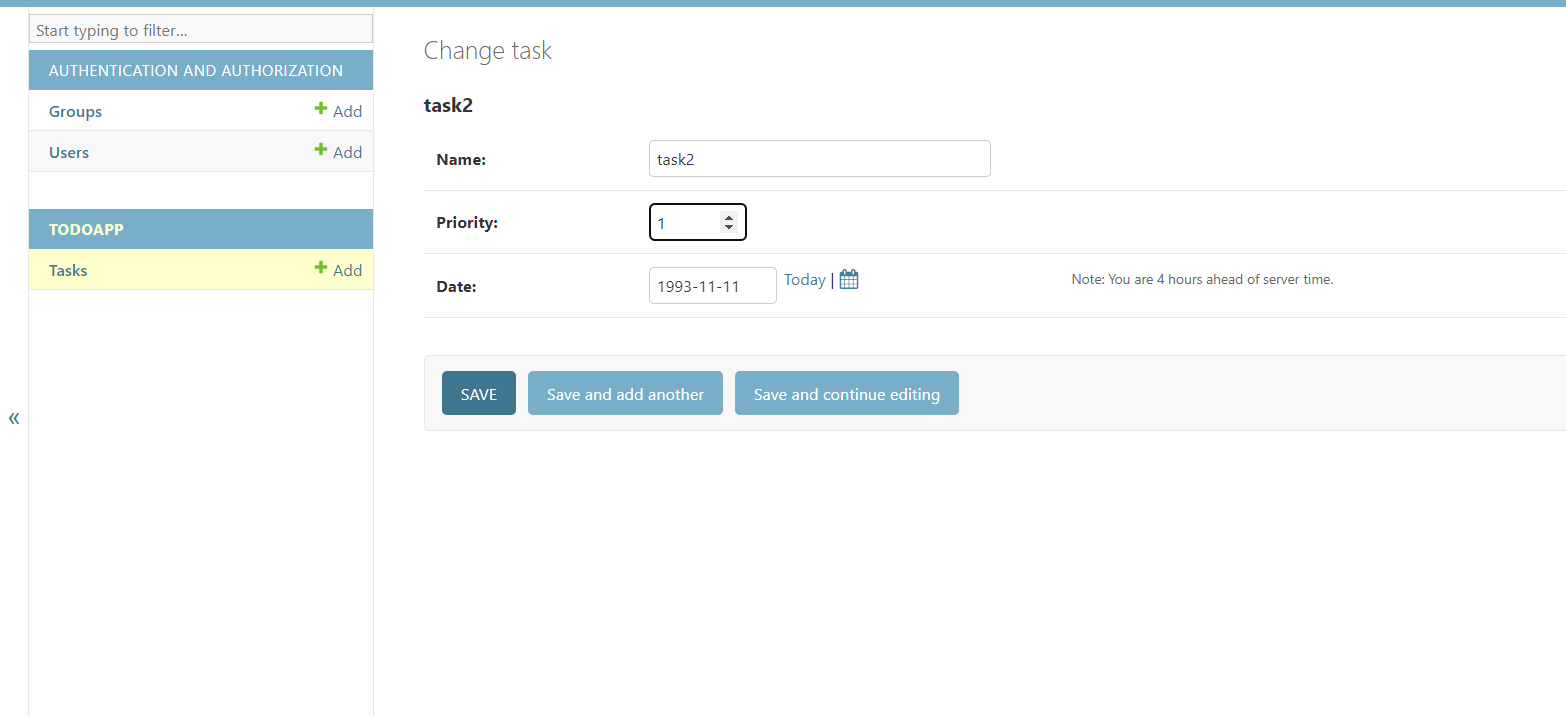 Start typing to filter...
AUTHENTICATION AND AUTHORIZATION
Groups + Add
Users + Add
TODOAPP
Tasks + Add
«
Change task
task2
Name: task2
Priority: 1
Date: 1993-11-11 Today | Note: You are 4 hours ahead of server time.
SAVE Save and add another Save and continue editing